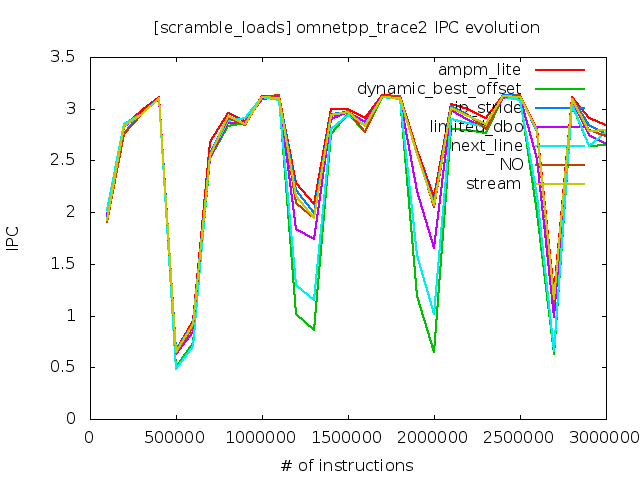 [scramble_loads] omnetpp_trace2 IPC evolution
3.5
3
2.5
2
1.5
1
0.5
0
IPC
ampm_lite
dynamic_best_offset
ip_stride
limited_dbo
next_line
NO
stream
0 500000 1000000 1500000 2000000 2500000 3000000
# of instructions